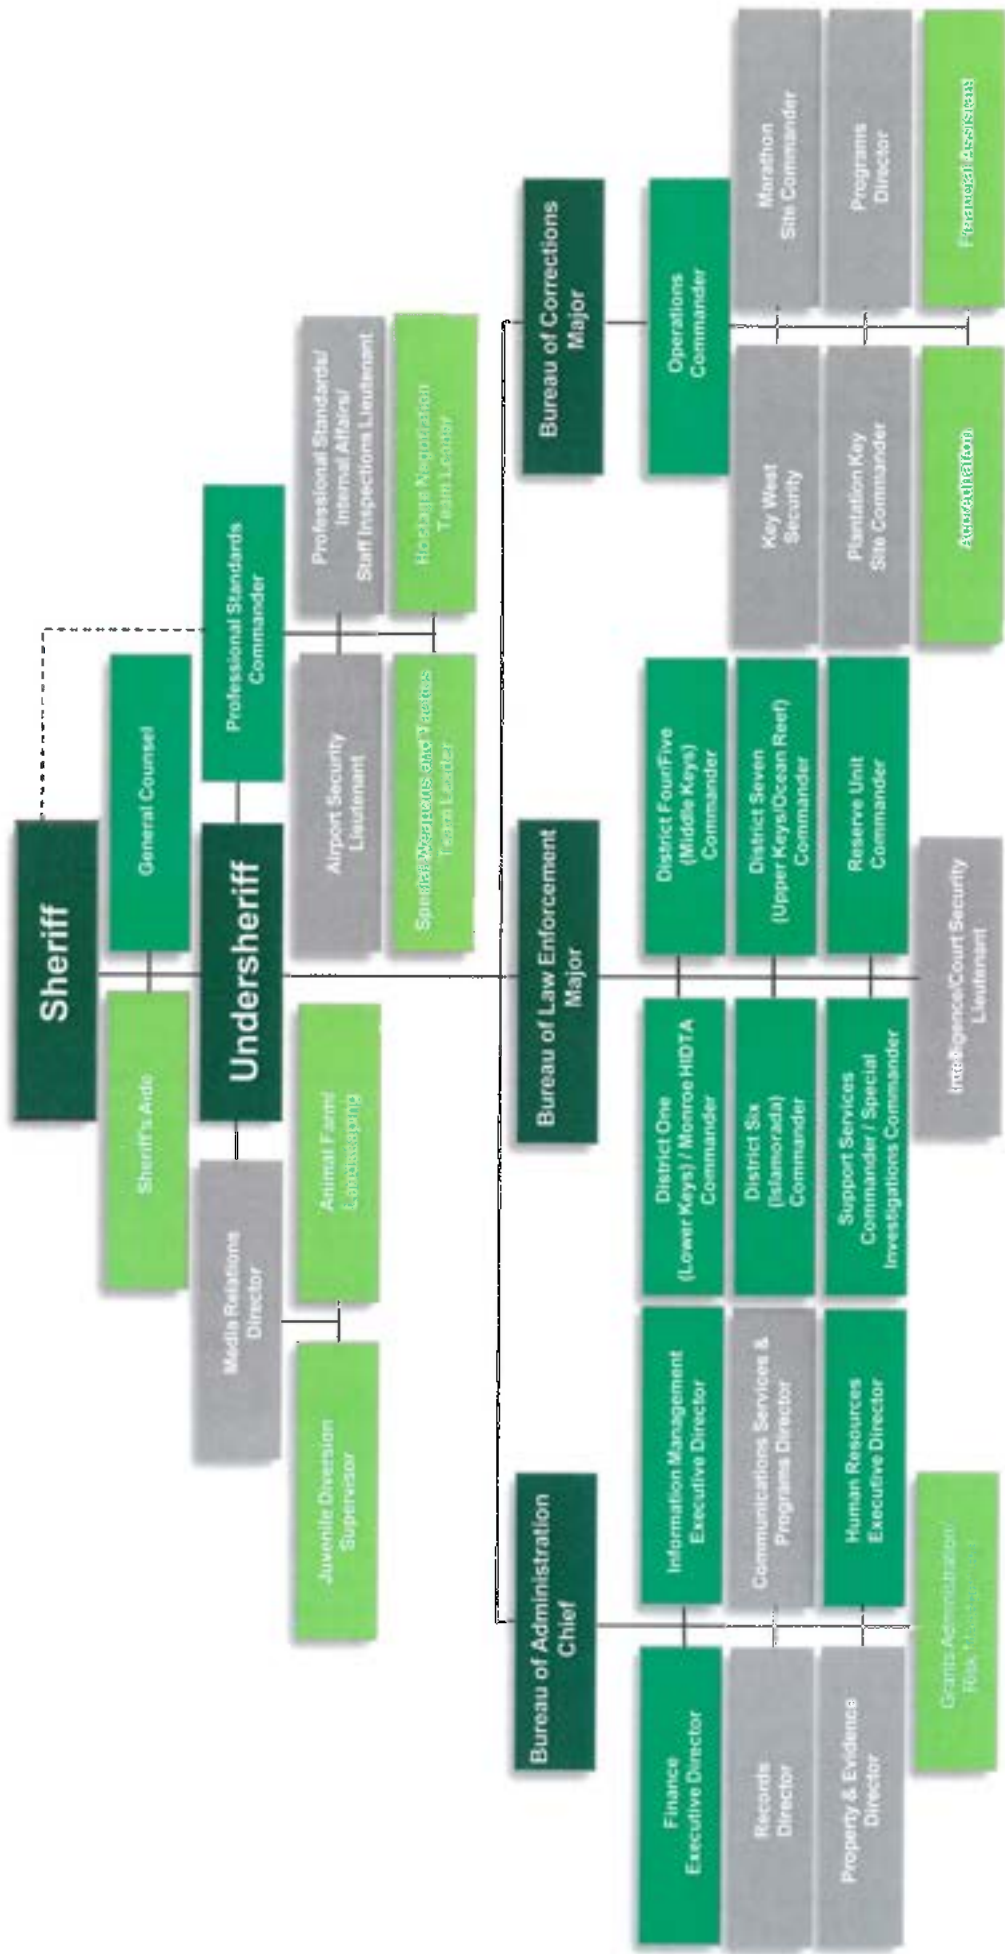 Sheriff
Sheriff's Aide
General Counsel
Media Relations
Director
Undersheriff
Professional Standards
Commander
Juvenile Diversion
Supervisor
Animal Farm/
Landscaping
Airport Security
Lieutenant
Professional Standards/
Internal Affairs/
Staff Inspections Lieutenant
Special Weapons and Tactics
Team Leader
Hostage Negotiation
Team Leader
Bureau of Administration
Chief
Bureau of Law Enforcement
Major
Bureau of Corrections
Major
Finance
Executive Director
Information Management
Executive Director
Records
Director
Communications Services &
Programs Director
Property & Evidence
Director
Human Resources
Executive Director
Grants Administration/
Risk Management
District One
(Lower Keys) / Monroe HIDTA
Commander
District Four/Five
(Middle Keys)
Commander
District Six
(Islamorada)
Commander
District Seven
(Upper Keys/Ocean Reef)
Commander
Support Services
Commander / Special
Investigations Commander
Reserve Unit
Commander
Intelligence/Court Security
Lieutenant
Operations
Commander
Key West
Security
Marathon
Site Commander
Plantation Key
Site Commander
Programs
Director
Accreditation
Financial Assistant